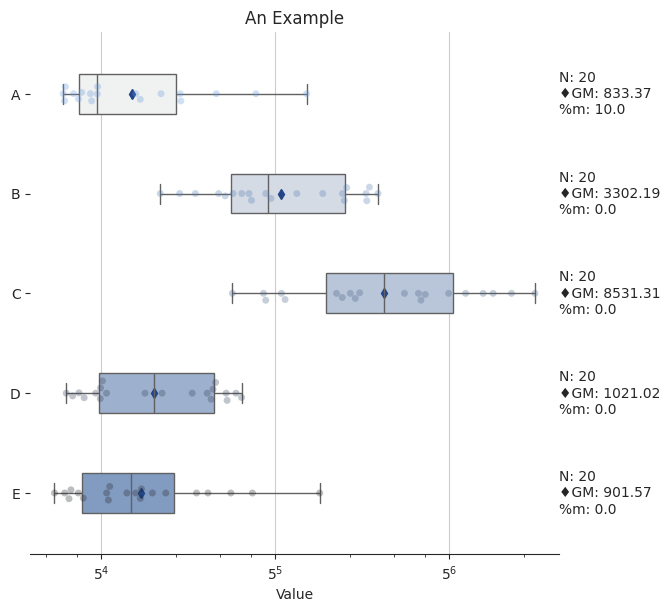 An Example
A
N: 20
♦GM: 833.37
%m: 10.0
B
N: 20
♦GM: 3302.19
%m: 0.0
C
N: 20
♦GM: 8531.31
%m: 0.0
D
N: 20
♦GM: 1021.02
%m: 0.0
E
N: 20
♦GM: 901.57
%m: 0.0
5⁴ 5⁵ 5⁶
Value